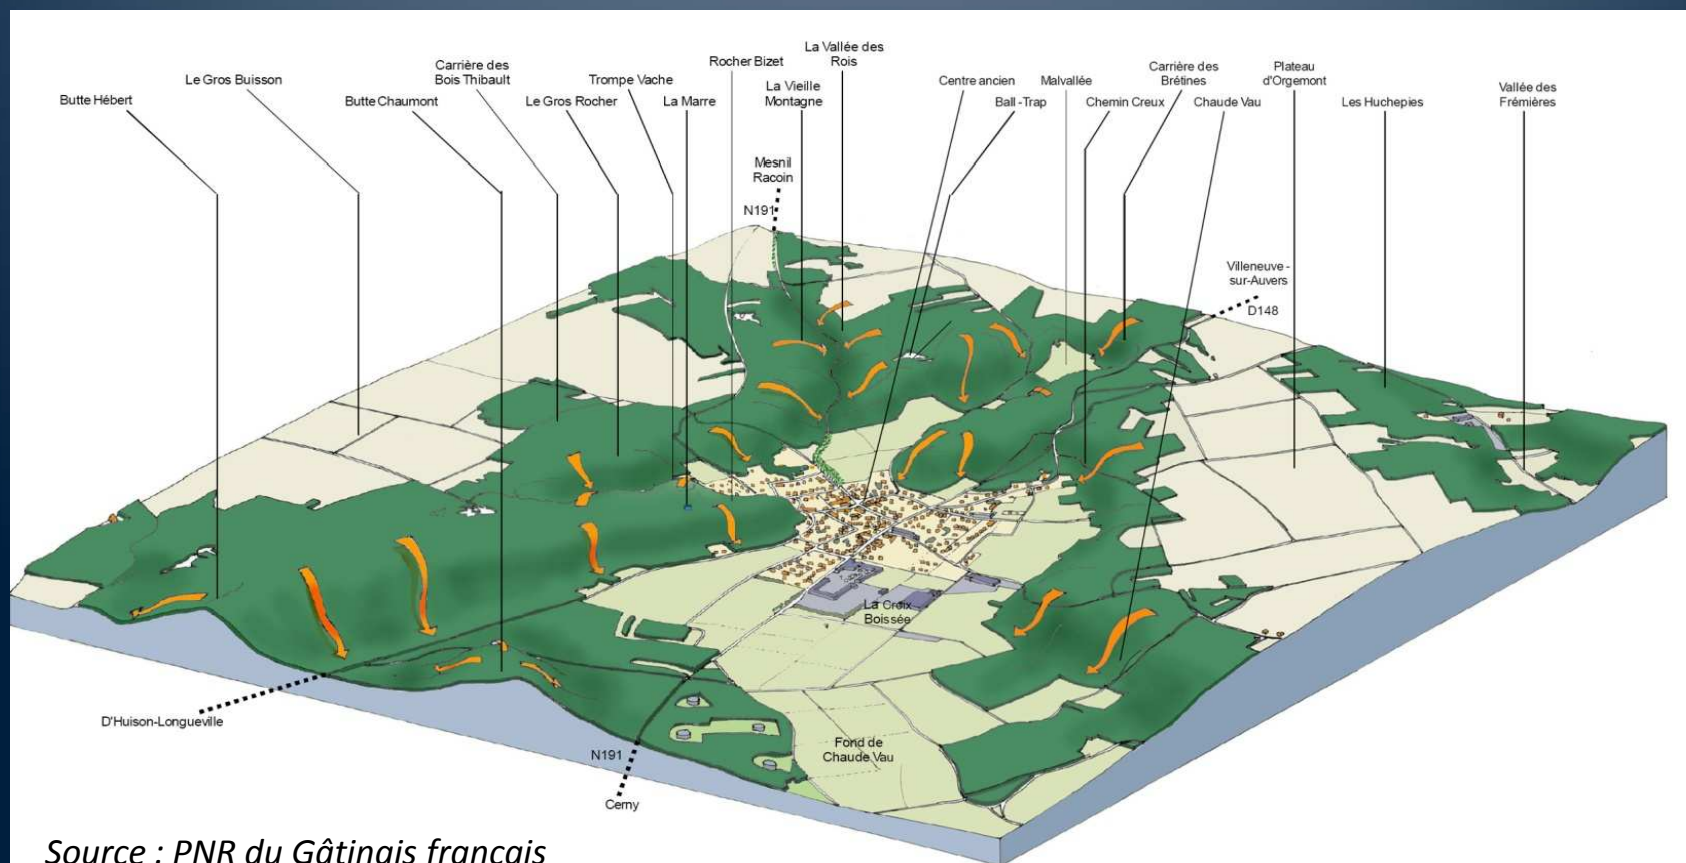 Butte Hébert
Le Gros Buisson
Butte Chaumont
Carrière des
Bois Thibault
Le Gros Rocher
Trompe Vache
La Marre
Rocher Bizet
La Vieille
Montagne
La Vallée des
Rois
Centre ancien
Ball-Trap
Malvallée
Chemin Creux
Carrière des
Brétines
Chaude Vau
Plateau
d'Orgemont
Les Huchepies
Vallée des
Frémières
Mesnil
Racoin
N191
Villeneuve-
sur-Auvers
D148
La Croix
Boissée
D'Huison-Longueville
N191
Cerny
Fond de
Chaude Vau
Source : PNR du Gâtinais français